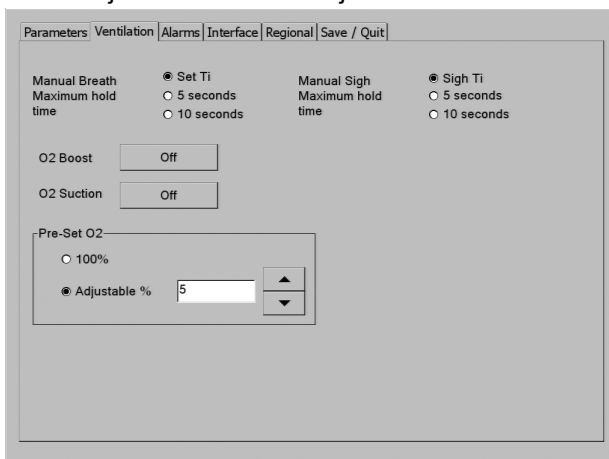 Parameters Ventilation Alarms Interface Regional Save / Quit
Manual Breath
Maximum hold
time
Set Ti
5 seconds
10 seconds
Manual Sigh
Maximum hold
time
Sigh Ti
5 seconds
10 seconds
O2 Boost Off
O2 Suction Off
Pre-Set O2
100%
Adjustable % 5